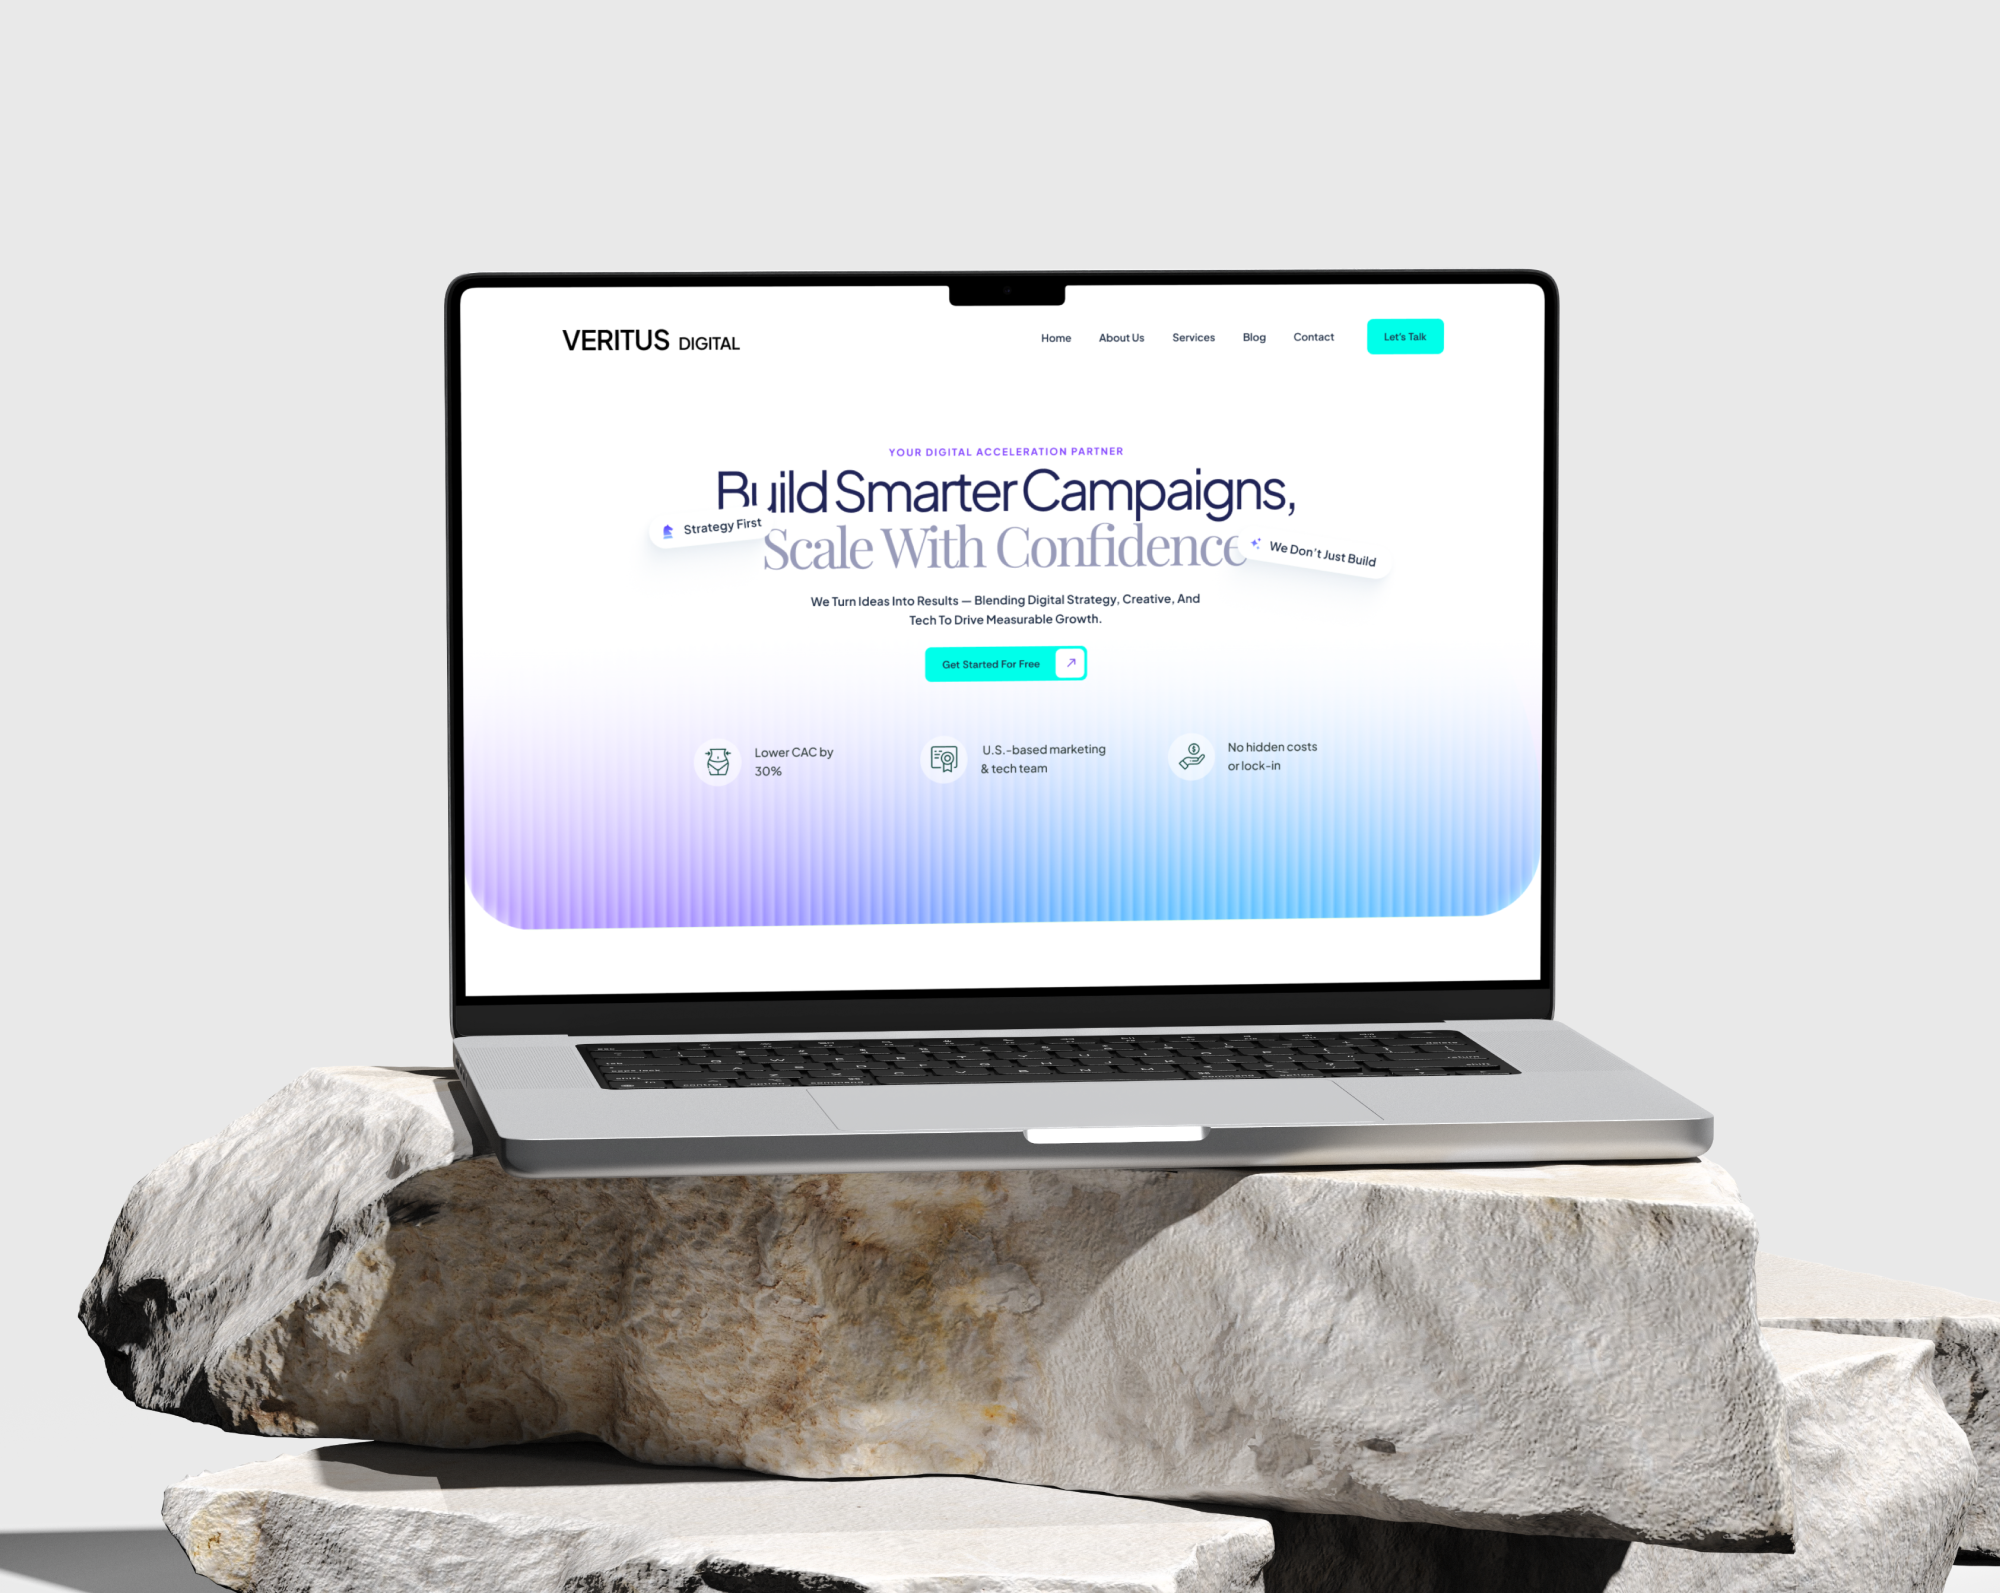 VERITUS DIGITAL
Home About Us Services Blog Contact Let's Talk
YOUR DIGITAL ACCELERATION PARTNER
Build Smarter Campaigns,
Strategy First
Scale With Confidence
We Don't Just Build
We Turn Ideas Into Results — Blending Digital Strategy, Creative, And
Tech To Drive Measurable Growth.
Get Started For Free
Lower CAC by
30%
U.S.-based marketing
& tech team
No hidden costs
or lock-in